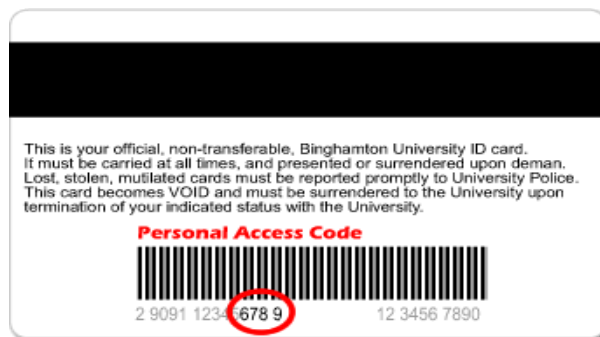 This is your official, non-transferable, Binghamton University ID card.
It must be carried at all times, and presented or surrendered upon deman.
Lost, stolen, mutilated cards must be reported promptly to University Police.
This card becomes VOID and must be surrendered to the University upon
termination of your indicated status with the University.
Personal Access Code
2 9091 12345678 9 12 3456 7890